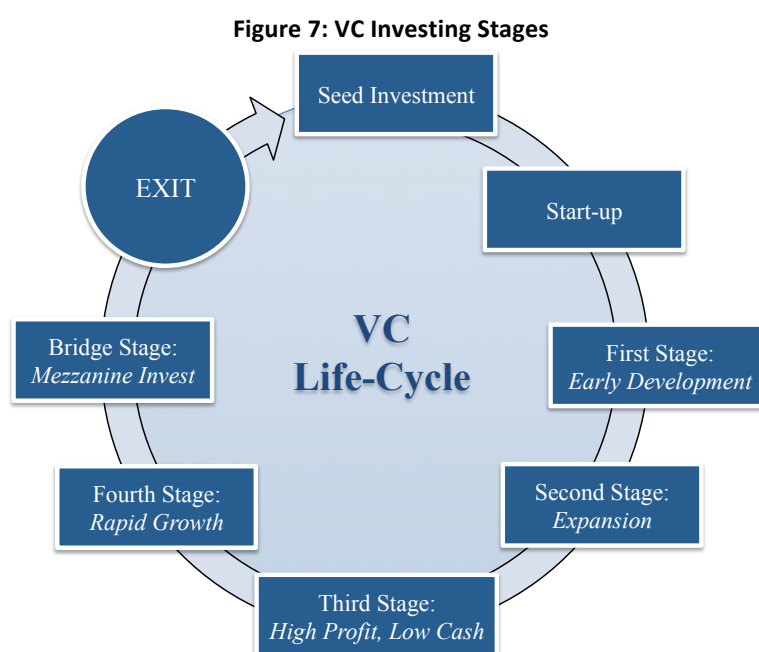 Figure 7: VC Investing Stages
Seed Investment
Start-up
First Stage:
Early Development
Second Stage:
Expansion
Third Stage:
High Profit, Low Cash
Fourth Stage:
Rapid Growth
Bridge Stage:
Mezzanine Invest
EXIT
VC
Life-Cycle